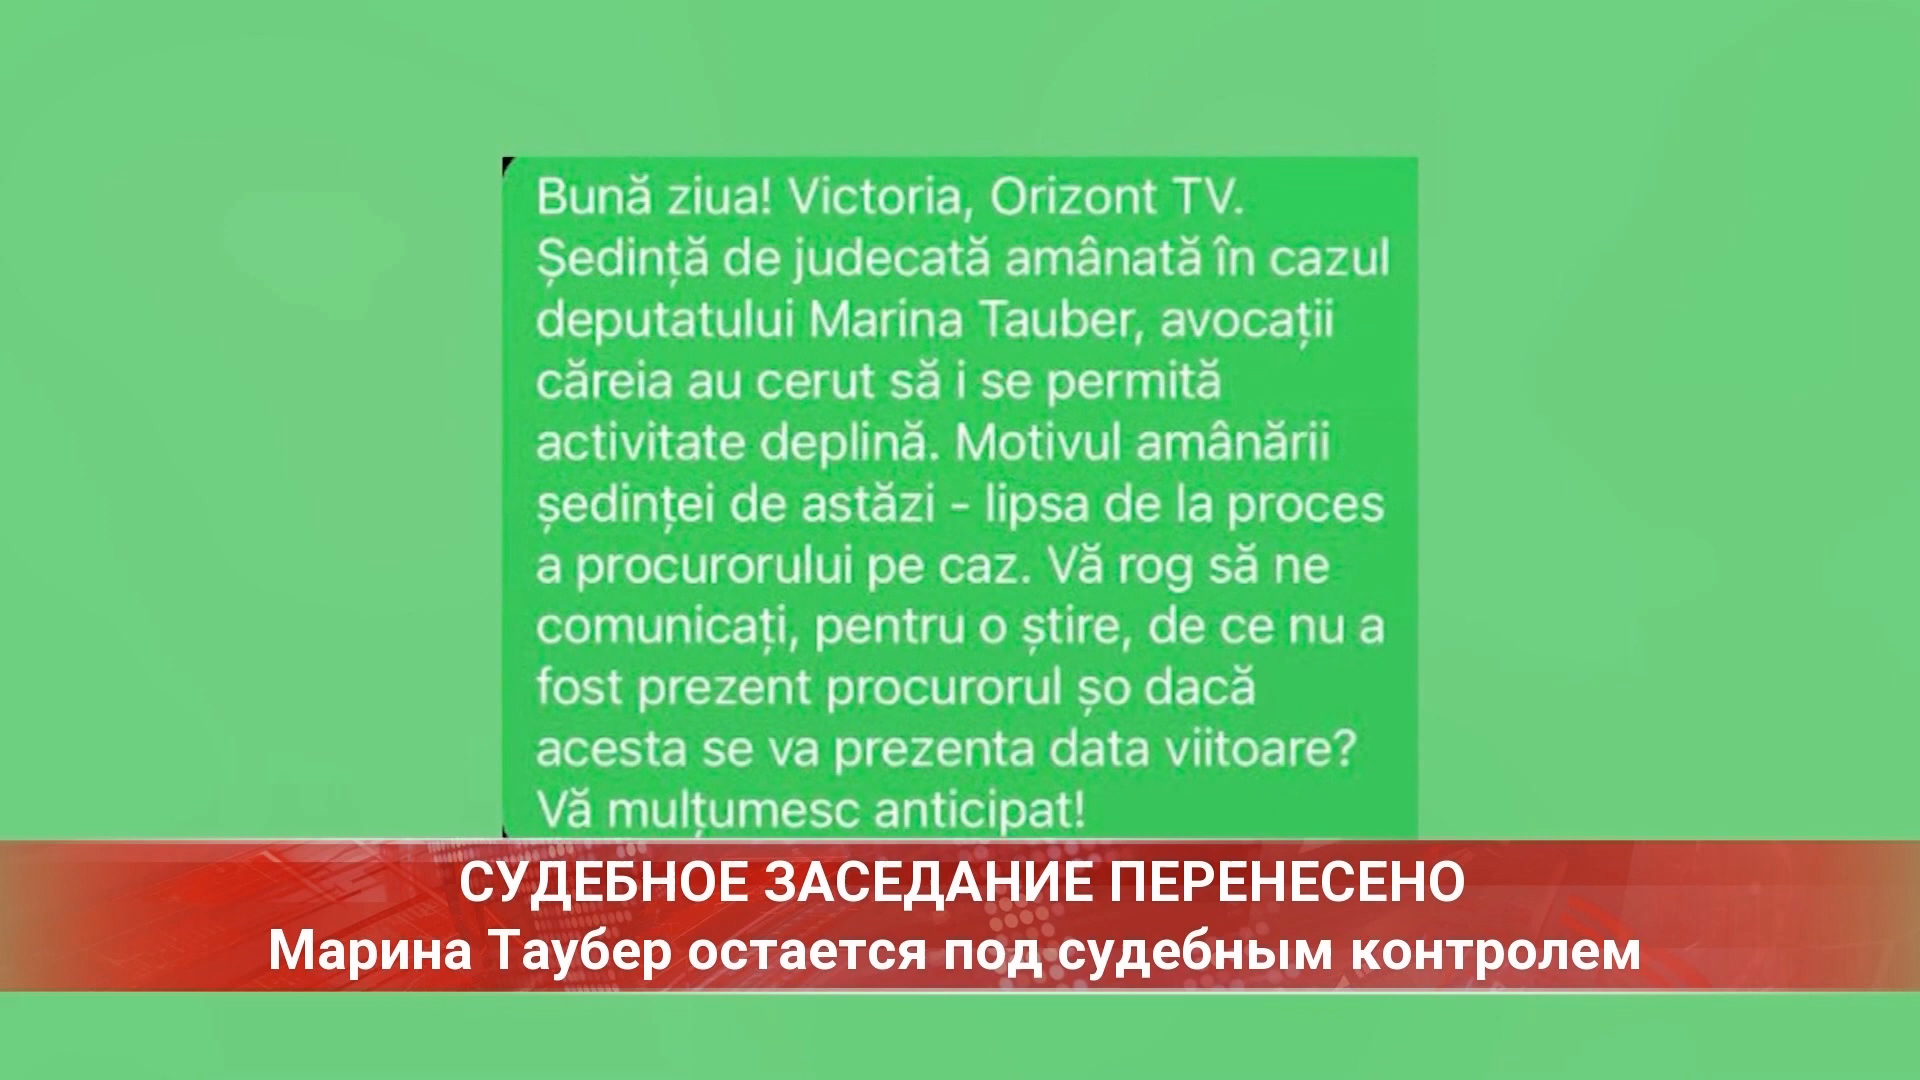 Bună ziua! Victoria, Orizont TV.
Ședință de judecată amânată în cazul
deputatului Marina Tauber, avocații
căreia au cerut să i se permită
activitate deplină. Motivul amânării
ședinței de astăzi - lipsa de la proces
a procurorului pe caz. Vă rog să ne
comunicați, pentru o știre, de ce nu a
fost prezent procurorul șo dacă
acesta se va prezenta data viitoare?
Vă mulțumesc anticipat!
СУДЕБНОЕ ЗАСЕДАНИЕ ПЕРЕНЕСЕНО
Марина Таубер остается под судебным контролем